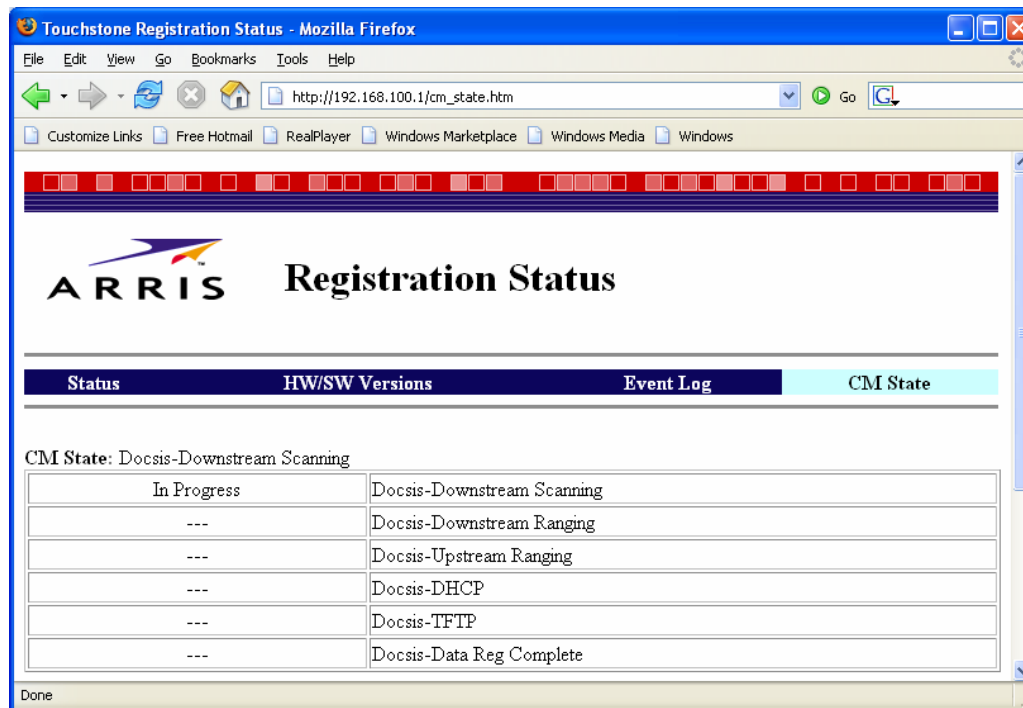 Touchstone Registration Status - Mozilla Firefox
File Edit View Go Bookmarks Tools Help
http://192.168.100.1/cm_state.htm Go G
Customize Links Free Hotmail RealPlayer Windows Marketplace Windows Media Windows
ARRIS™ Registration Status
Status HW/SW Versions Event Log CM State
CM State: Docsis-Downstream Scanning
In Progress Docsis-Downstream Scanning
--- Docsis-Downstream Ranging
--- Docsis-Upstream Ranging
--- Docsis-DHCP
--- Docsis-TFTP
--- Docsis-Data Reg Complete
Done